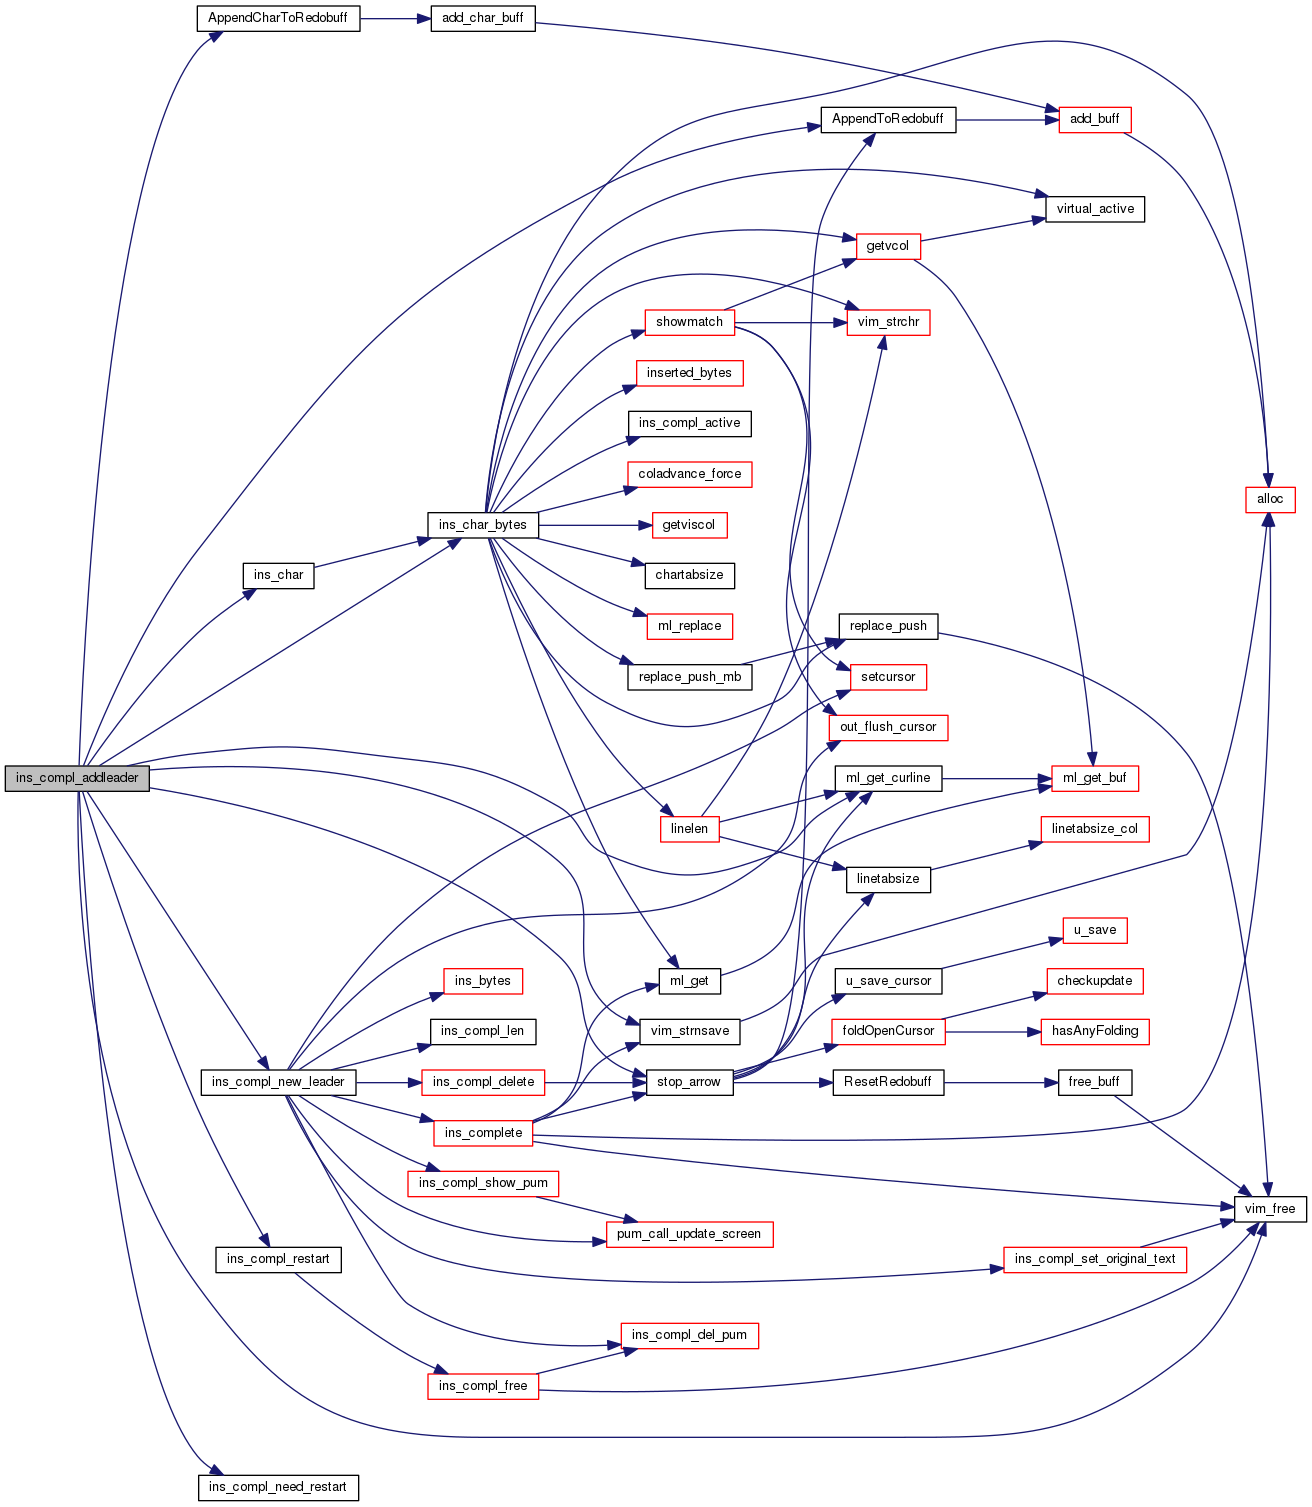 AppendCharToRedobuff
add_char_buff
AppendToRedobuff
add_buff
virtual_active
getvcol
showmatch
vim_strchr
inserted_bytes
ins_compl_active
coladvance_force
alloc
ins_char_bytes
getviscol
ins_char
chartabsize
ml_replace
replace_push
replace_push_mb
setcursor
out_flush_cursor
ins_compl_addleader
ml_get_curline
ml_get_buf
linelen
linetabsize_col
linetabsize
u_save
ins_bytes
ml_get
u_save_cursor
checkupdate
ins_compl_len
vim_strnsave
foldOpenCursor
hasAnyFolding
ins_compl_new_leader
ins_compl_delete
stop_arrow
ResetRedobuff
free_buff
ins_complete
ins_compl_show_pum
vim_free
pum_call_update_screen
ins_compl_restart
ins_compl_set_original_text
ins_compl_del_pum
ins_compl_free
ins_compl_need_restart